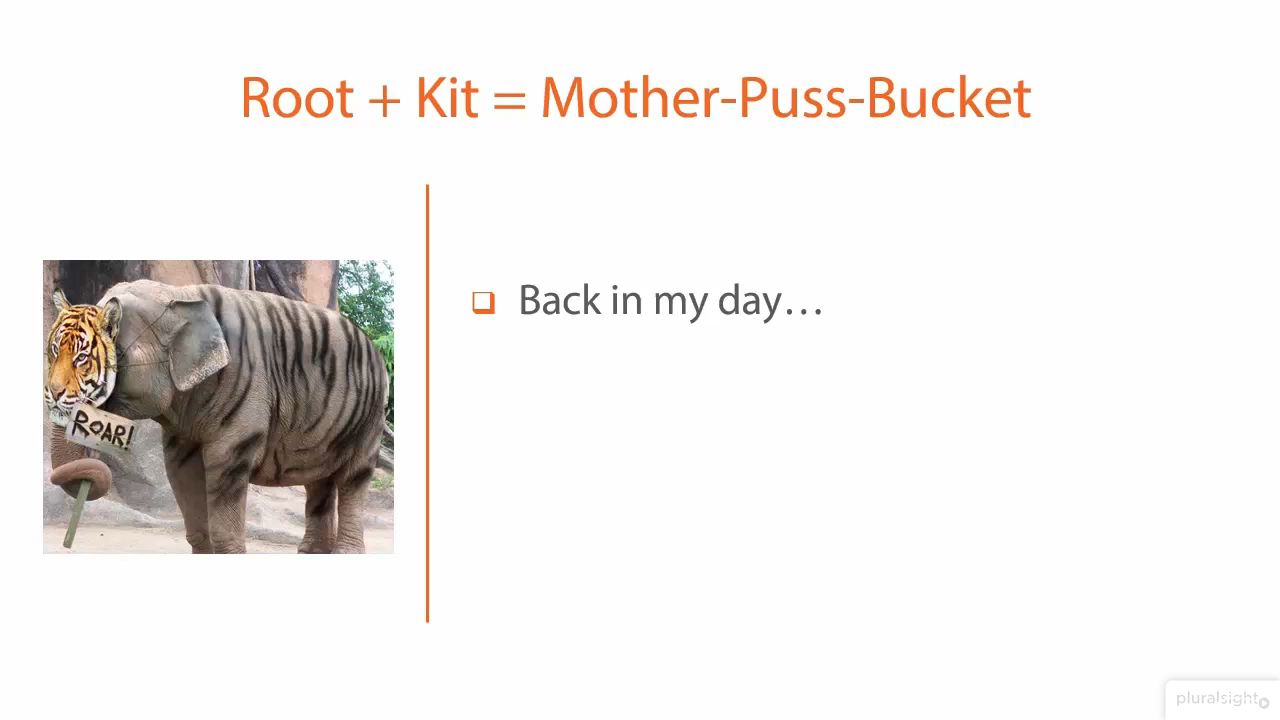 Root + Kit = Mother-Puss-Bucket
Back in my day…
ROAR!
pluralsight